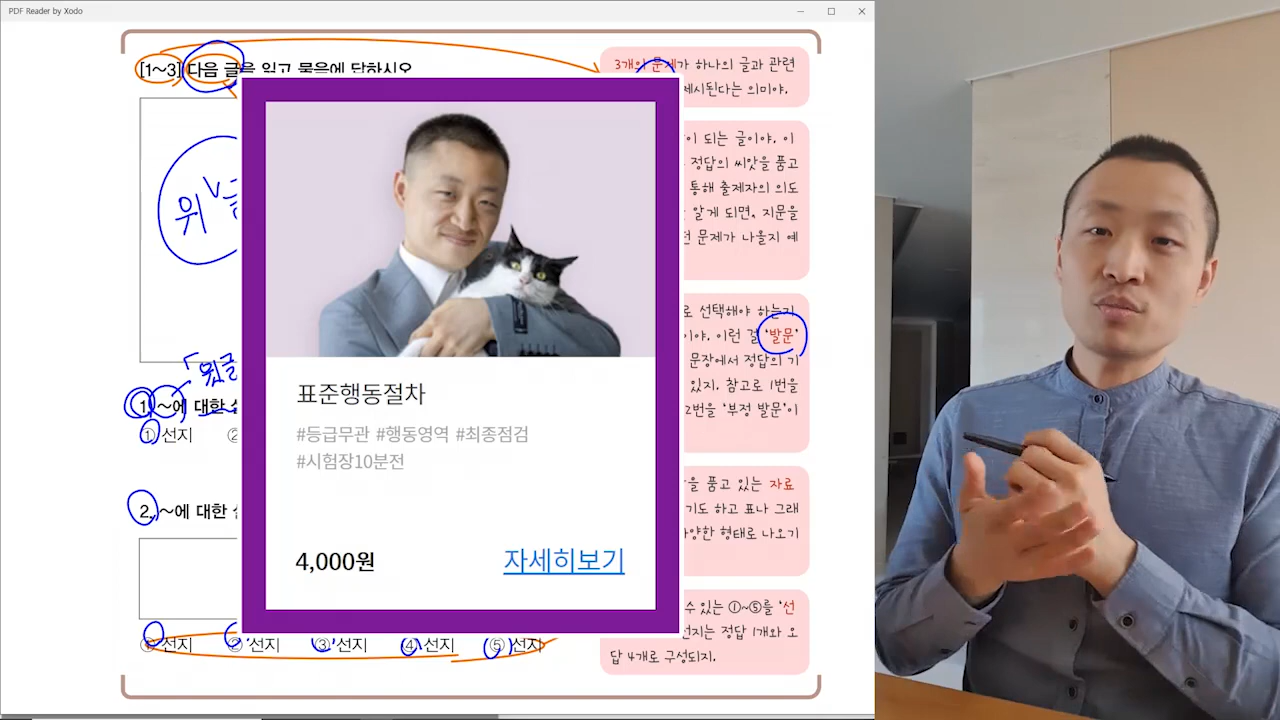 PDF Reader by Xodo
[1~3] 다음 글을 읽고 물음에 답하시오
3개의 문제가 하나의 글과 관련
제시된다는 의미야.
이 되는 글이야. 이
정답의 씨앗을 품고
통해 출제자의 의도
알게 되면, 지문을
문제가 나올지 예
위 글
로 선택해야 하는지
이야. 이런 걸 '발문'
문장에서 정답의 기
있지. 참고로 1번을
2번을 '부정 발문'이
윗글
1. ~에 대한
① 선지 ②
을 품고 있는 자료
기도 하고 표나 그래
다양한 형태로 나오기
2. ~에 대한
수 있는 ①~⑤를 '선
선지는 정답 1개와 오
답 4개로 구성되지.
① 선지 ② 선지 ③ 선지 ④ 선지 ⑤ 선지
표준행동절차
#등급무관 #행동영역 #최종점검
#시험장10분전
4,000원 자세히보기